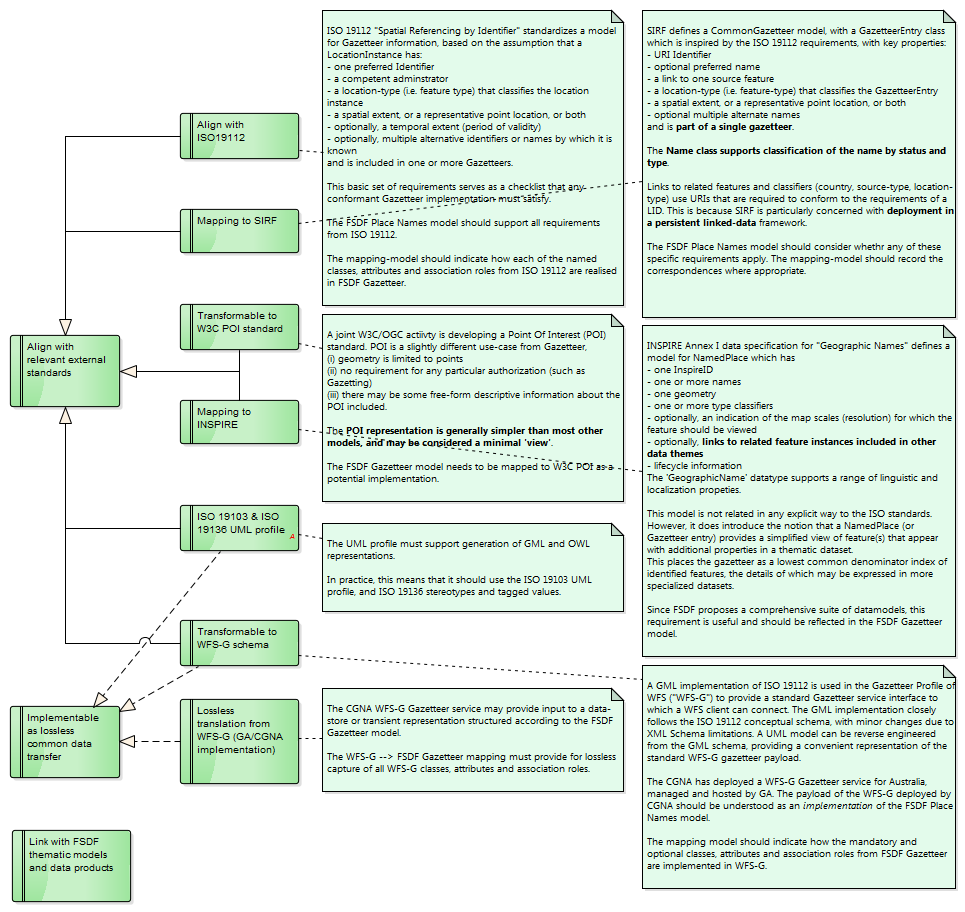 Align with
ISO19112
Mapping to SIRF
Transformable to
W3C POI standard
Align with
relevant external
standards
Mapping to
INSPIRE
ISO 19103 & ISO
19136 UML profile
A
Transformable to
WFS-G schema
Implementable
as lossless
common data
transfer
Lossless
translation from
WFS-G (GA/CGNA
implementation)
Link with FSDF
thematic models
and data products
ISO 19112 "Spatial Referencing by Identifier" standardizes a model
for Gazetteer information, based on the assumption that a
LocationInstance has:
- one preferred Identifier
- a competent adminstrator
- a location-type (i.e. feature type) that classifies the location
instance
- a spatial extent, or a representative point location, or both
- optionally, a temporal extent (period of validity)
- optionally, multiple alternative identifiers or names by which it is
known
and is included in one or more Gazetteers.
This basic set of requirements serves as a checklist that any
conformant Gazetteer implementation must satisfy.
The FSDF Place Names model should support all requirements
from ISO 19112.
The mapping-model should indicate how each of the named
classes, attributes and association roles from ISO 19112 are realised
in FSDF Gazetteer.
A joint W3C/OGC actiivty is developing a Point Of Interest (POI)
standard. POI is a slightly different use-case from Gazetteer,
(i) geometry is limited to points
(ii) no requirement for any particular authorization (such as
Gazetting)
(iii) there may be some free-form descriptive information about the
POI included.
The POI representation is generally simpler than most other
models, and may be considered a minimal 'view'.
The FSDF Gazetteer model needs to be mapped to W3C POI as a
potential implementation.
The UML profile must support generation of GML and OWL
representations.
In practice, this means that it should use the ISO 19103 UML
profile, and ISO 19136 stereotypes and tagged values.
The CGNA WFS-G Gazetteer service may provide input to a data-
store or transient representation structured according to the FSDF
Gazetteer model.
The WFS-G --> FSDF Gazetteer mapping must provide for lossless
capture of all WFS-G classes, attributes and association roles.
SIRF defines a CommonGazetteer model, with a GazetteerEntry class
which is inspired by the ISO 19112 requirements, with key properties:
- URI Identifier
- optional preferred name
- a link to one source feature
- a location-type (i.e. feature-type) that classifies the GazetteerEntry
- a spatial extent, or a representative point location, or both
- optional multiple alternate names
and is part of a single gazetteer.
The Name class supports classification of the name by status and
type.
Links to related features and classifiers (country, source-type, location-
type) use URIs that are required to conform to the requirements of a
LID. This is because SIRF is particularly concerned with deployment in
a persistent linked-data framework.
The FSDF Place Names model should consider whethr any of these
specific requirements apply. The mapping-model should record the
correspondences where appropriate.
INSPIRE Annex I data specification for "Geographic Names" defines a
model for NamedPlace which has
- one InspireID
- one or more names
- one geometry
- one or more type classifiers
- optionally, an indication of the map scales (resolution) for which the
feature should be viewed
- optionally, links to related feature instances included in other
data themes
- lifecycle information
The 'GeographicName' datatype supports a range of linguistic and
localization propeties.
This model is not related in any explicit way to the ISO standards.
However, it does introduce the notion that a NamedPlace (or
Gazetteer entry) provides a simplified view of feature(s) that appear
with additional properties in a thematic dataset.
This places the gazetteer as a lowest common denominator index of
identified features, the details of which may be expressed in more
specialized datasets.
Since FSDF proposes a comprehensive suite of datamodels, this
requirement is useful and should be reflected in the FSDF Gazetteer
model.
A GML implementation of ISO 19112 is used in the Gazetteer Profile of
WFS ("WFS-G") to provide a standard Gazetteer service interface to
which a WFS client can connect. The GML implementation closely
follows the ISO 19112 conceptual schema, with minor changes due to
XML Schema limitations. A UML model can be reverse engineered
from the GML schema, providing a convenient representation of the
standard WFS-G gazetteer payload.
The CGNA has deployed a WFS-G Gazetteer service for Australia,
managed and hosted by GA. The payload of the WFS-G deployed by
CGNA should be understood as an implementation of the FSDF Place
Names model.
The mapping model should indicate how the mandatory and
optional classes, attributes and association roles from FSDF Gazetteer
are implemented in WFS-G.